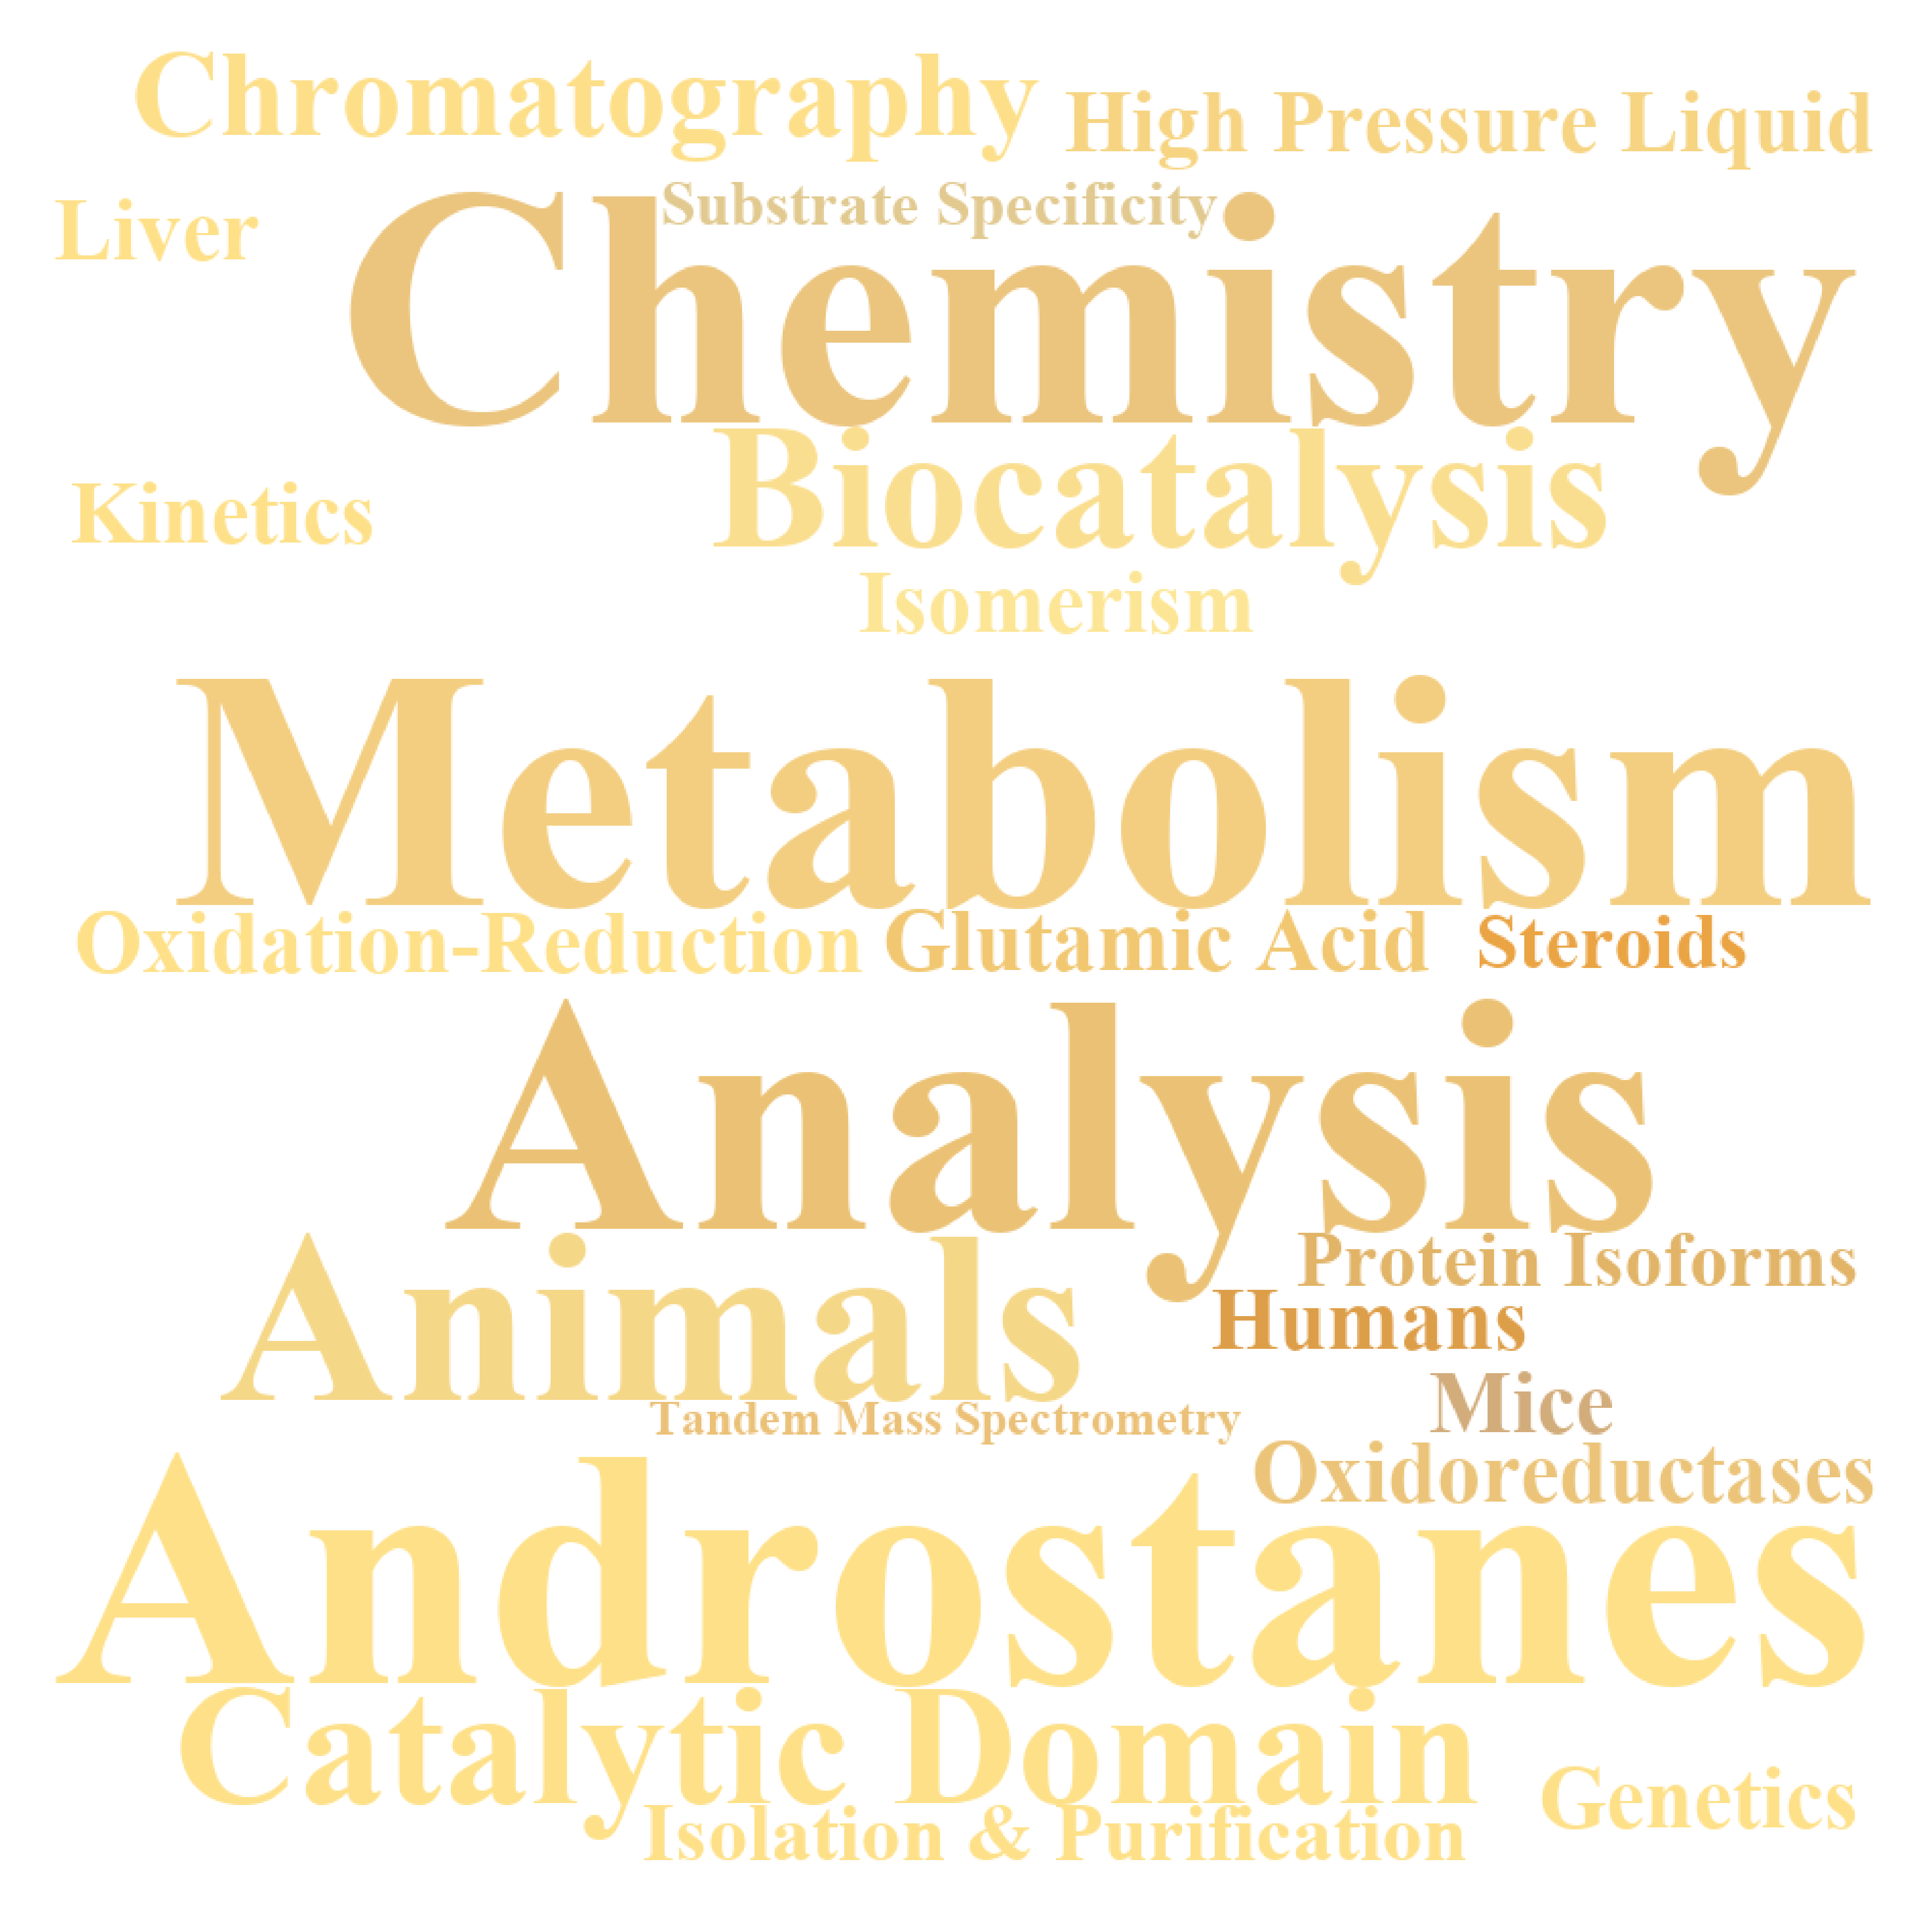 Chromatography
High Pressure Liquid
Liver
Substrate Specificity
Chemistry
Kinetics
Biocatalysis
Isomerism
Metabolism
Oxidation-Reduction
Glutamic Acid
Steroids
Analysis
Animals
Protein Isoforms
Humans
Mice
Tandem Mass Spectrometry
Oxidoreductases
Androstanes
Catalytic Domain
Genetics
Isolation & Purification